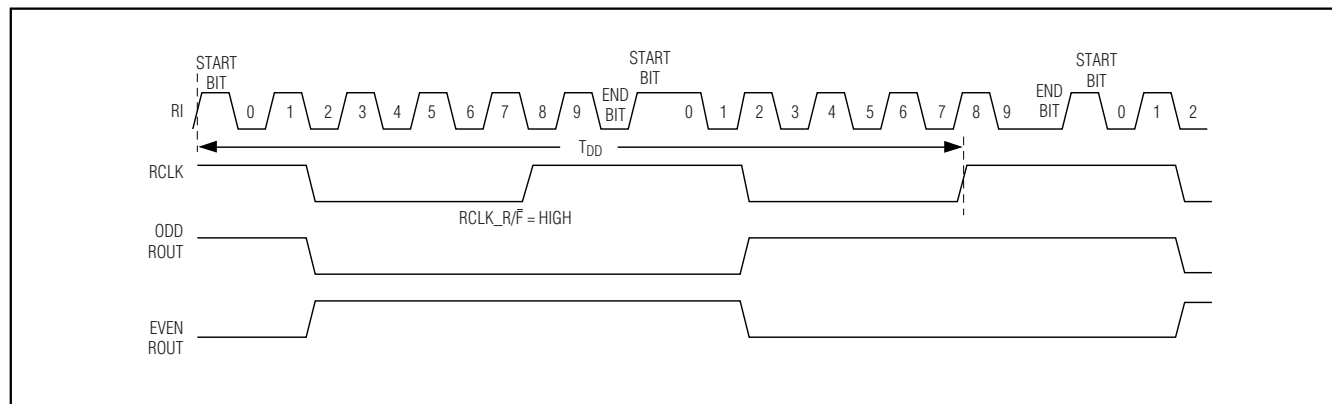 START
BIT
START
BIT
START
BIT
RI
0 1 2 3 4 5 6 7 8 9
END
BIT
0 1 2 3 4 5 6 7 8 9
END
BIT
0 1 2
TDD
RCLK
RCLK_R/F̅ = HIGH
ODD
ROUT
EVEN
ROUT